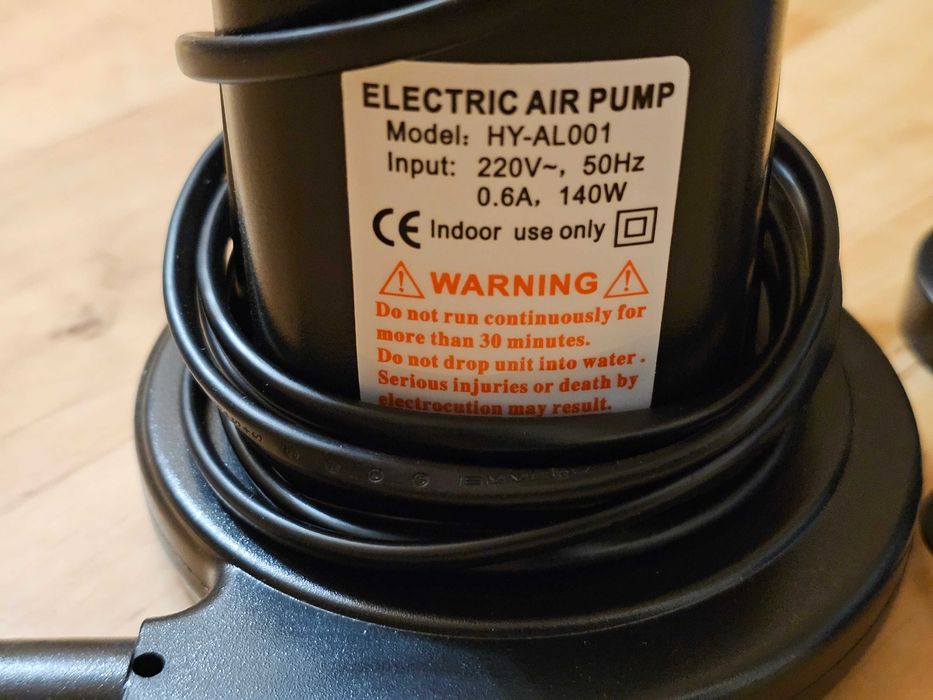 ELECTRIC AIR PUMP
Model: HY-AL001
Input: 220V~, 50Hz
0.6A, 140W
CE Indoor use only
WARNING
Do not run continuously for
more than 30 minutes.
Do not drop unit into water .
Serious injuries or death by
electrocution may result.